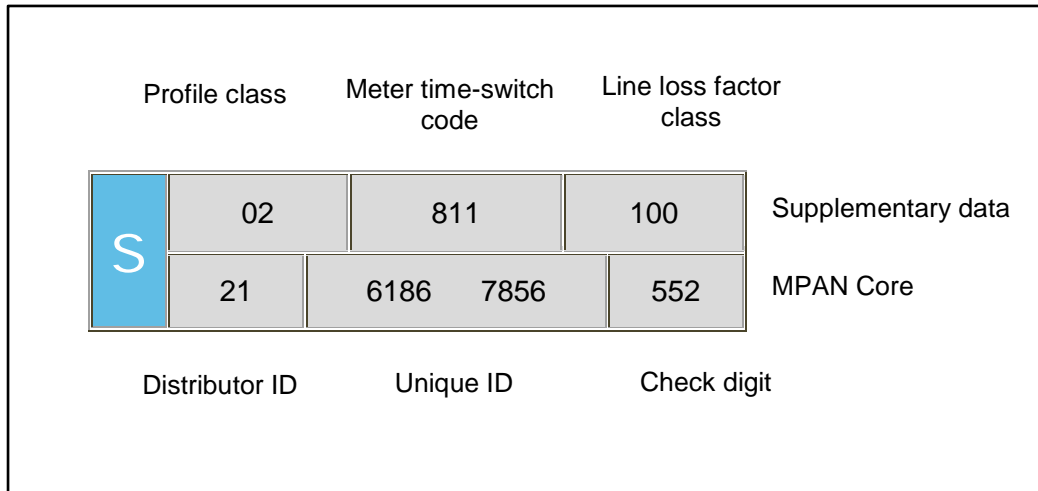 Profile class Meter time-switch code Line loss factor class
S
02 811 100 Supplementary data
21 6186 7856 552 MPAN Core
Distributor ID Unique ID Check digit